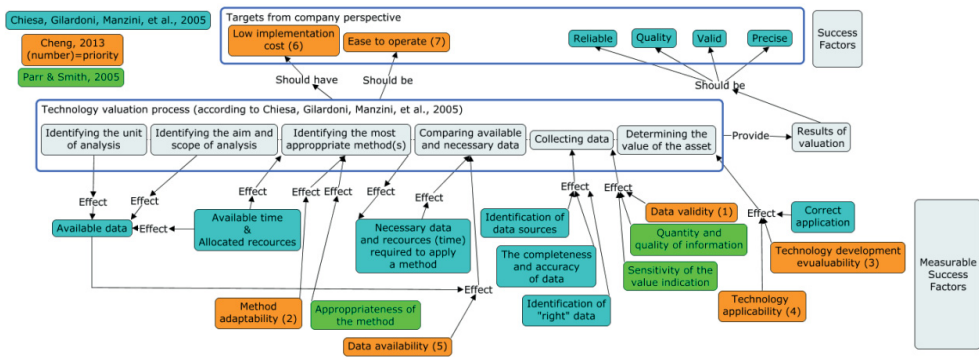 Chiesa, Gilardoni, Manzini, et al., 2005
Cheng, 2013
(number)=priority
Parr & Smith, 2005
Targets from company perspective
Low implementation
cost (6)
Ease to operate (7)
Reliable
Quality
Valid
Precise
Success
Factors
Should have
Should be
Should be
Technology valuation process (according to Chiesa, Gilardoni, Manzini, et al., 2005)
Identifying the unit
of analysis
Identifying the aim and
scope of analysis
Identifying the most
approppriate method(s)
Comparing available
and necessary data
Collecting data
Determining the
value of the asset
Provide
Results of
valuation
Effect
Effect
Effect
Effect
Effect
Effect
Effect
Effect
Effect
Effect
Effect
Effect
Available data
Available time
&
Allocated recources
Necessary data
and recources (time)
required to apply
a method
Identification of
data sources
The completeness
and accuracy
of data
Identification of
"right" data
Data validity (1)
Quantity and
quality of information
Sensitivity of the
value indication
Correct
application
Technology development
evualuability (3)
Technology
applicability (4)
Method
adaptability (2)
Approppriateness of
the method
Data availability (5)
Measurable
Success
Factors